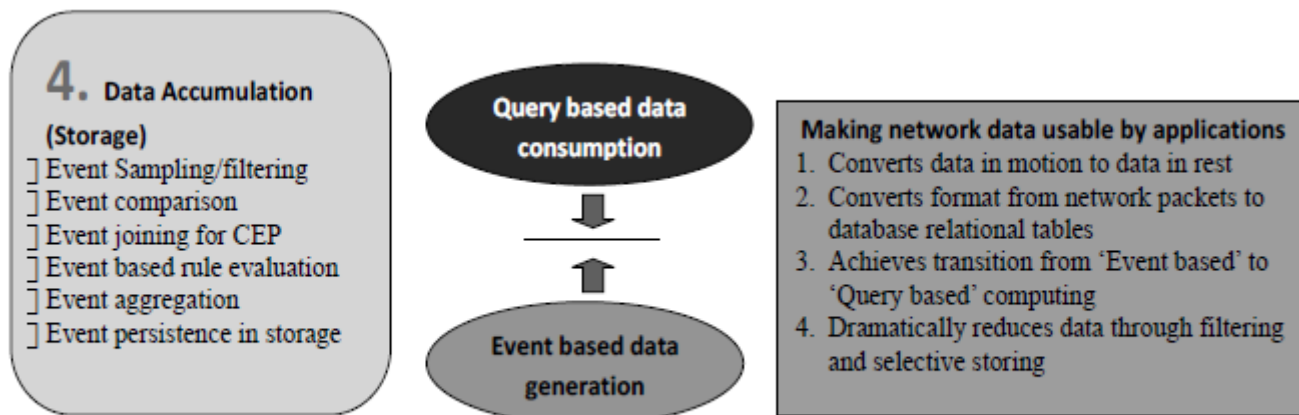 4. Data Accumulation
(Storage)
] Event Sampling/filtering
] Event comparison
] Event joining for CEP
] Event based rule evaluation
] Event aggregation
] Event persistence in storage
Query based data
consumption
Event based data
generation
Making network data usable by applications
1. Converts data in motion to data in rest
2. Converts format from network packets to
database relational tables
3. Achieves transition from ‘Event based’ to
‘Query based’ computing
4. Dramatically reduces data through filtering
and selective storing